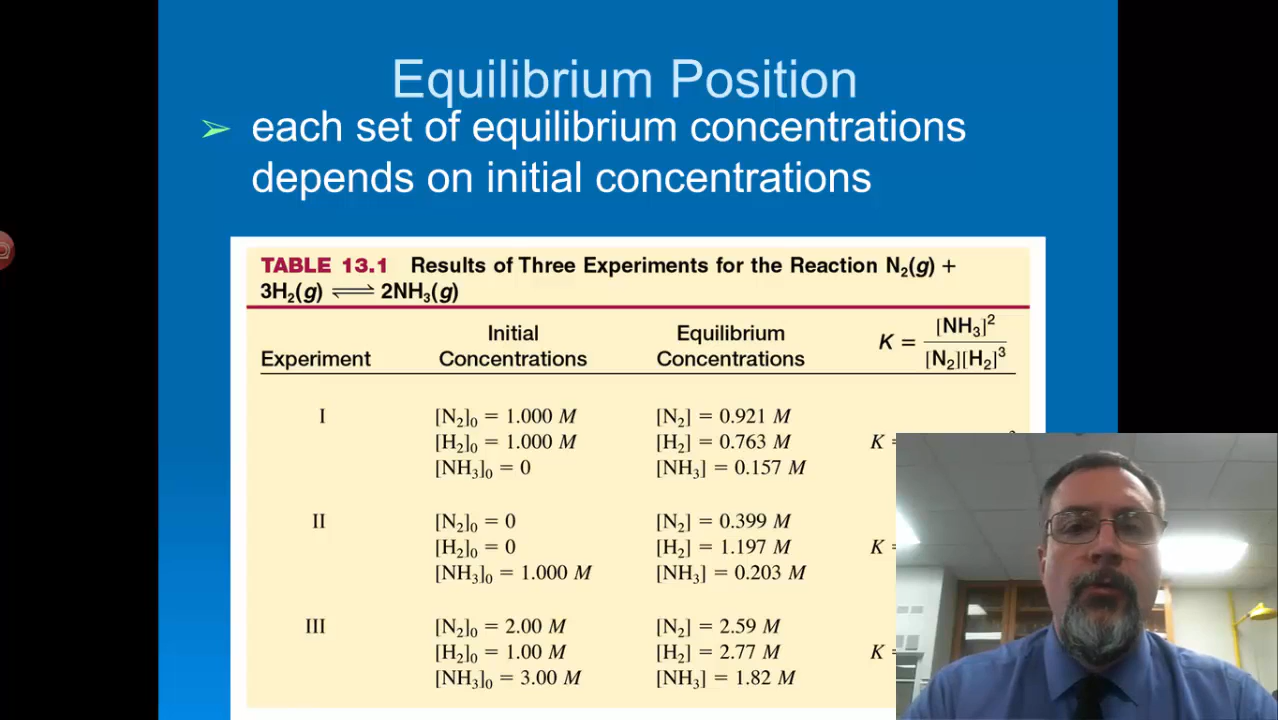 Equilibrium Position
➢ each set of equilibrium concentrations
depends on initial concentrations
TABLE 13.1 Results of Three Experiments for the Reaction N₂(g) +
3H₂(g) ⇌ 2NH₃(g)
Experiment Initial Concentrations Equilibrium Concentrations K = [NH₃]² / [N₂][H₂]³
I [N₂]₀ = 1.000 M [N₂] = 0.921 M
[H₂]₀ = 1.000 M [H₂] = 0.763 M K =
[NH₃]₀ = 0 [NH₃] = 0.157 M
II [N₂]₀ = 0 [N₂] = 0.399 M
[H₂]₀ = 0 [H₂] = 1.197 M K =
[NH₃]₀ = 1.000 M [NH₃] = 0.203 M
III [N₂]₀ = 2.00 M [N₂] = 2.59 M
[H₂]₀ = 1.00 M [H₂] = 2.77 M K
[NH₃]₀ = 3.00 M [NH₃] = 1.82 M